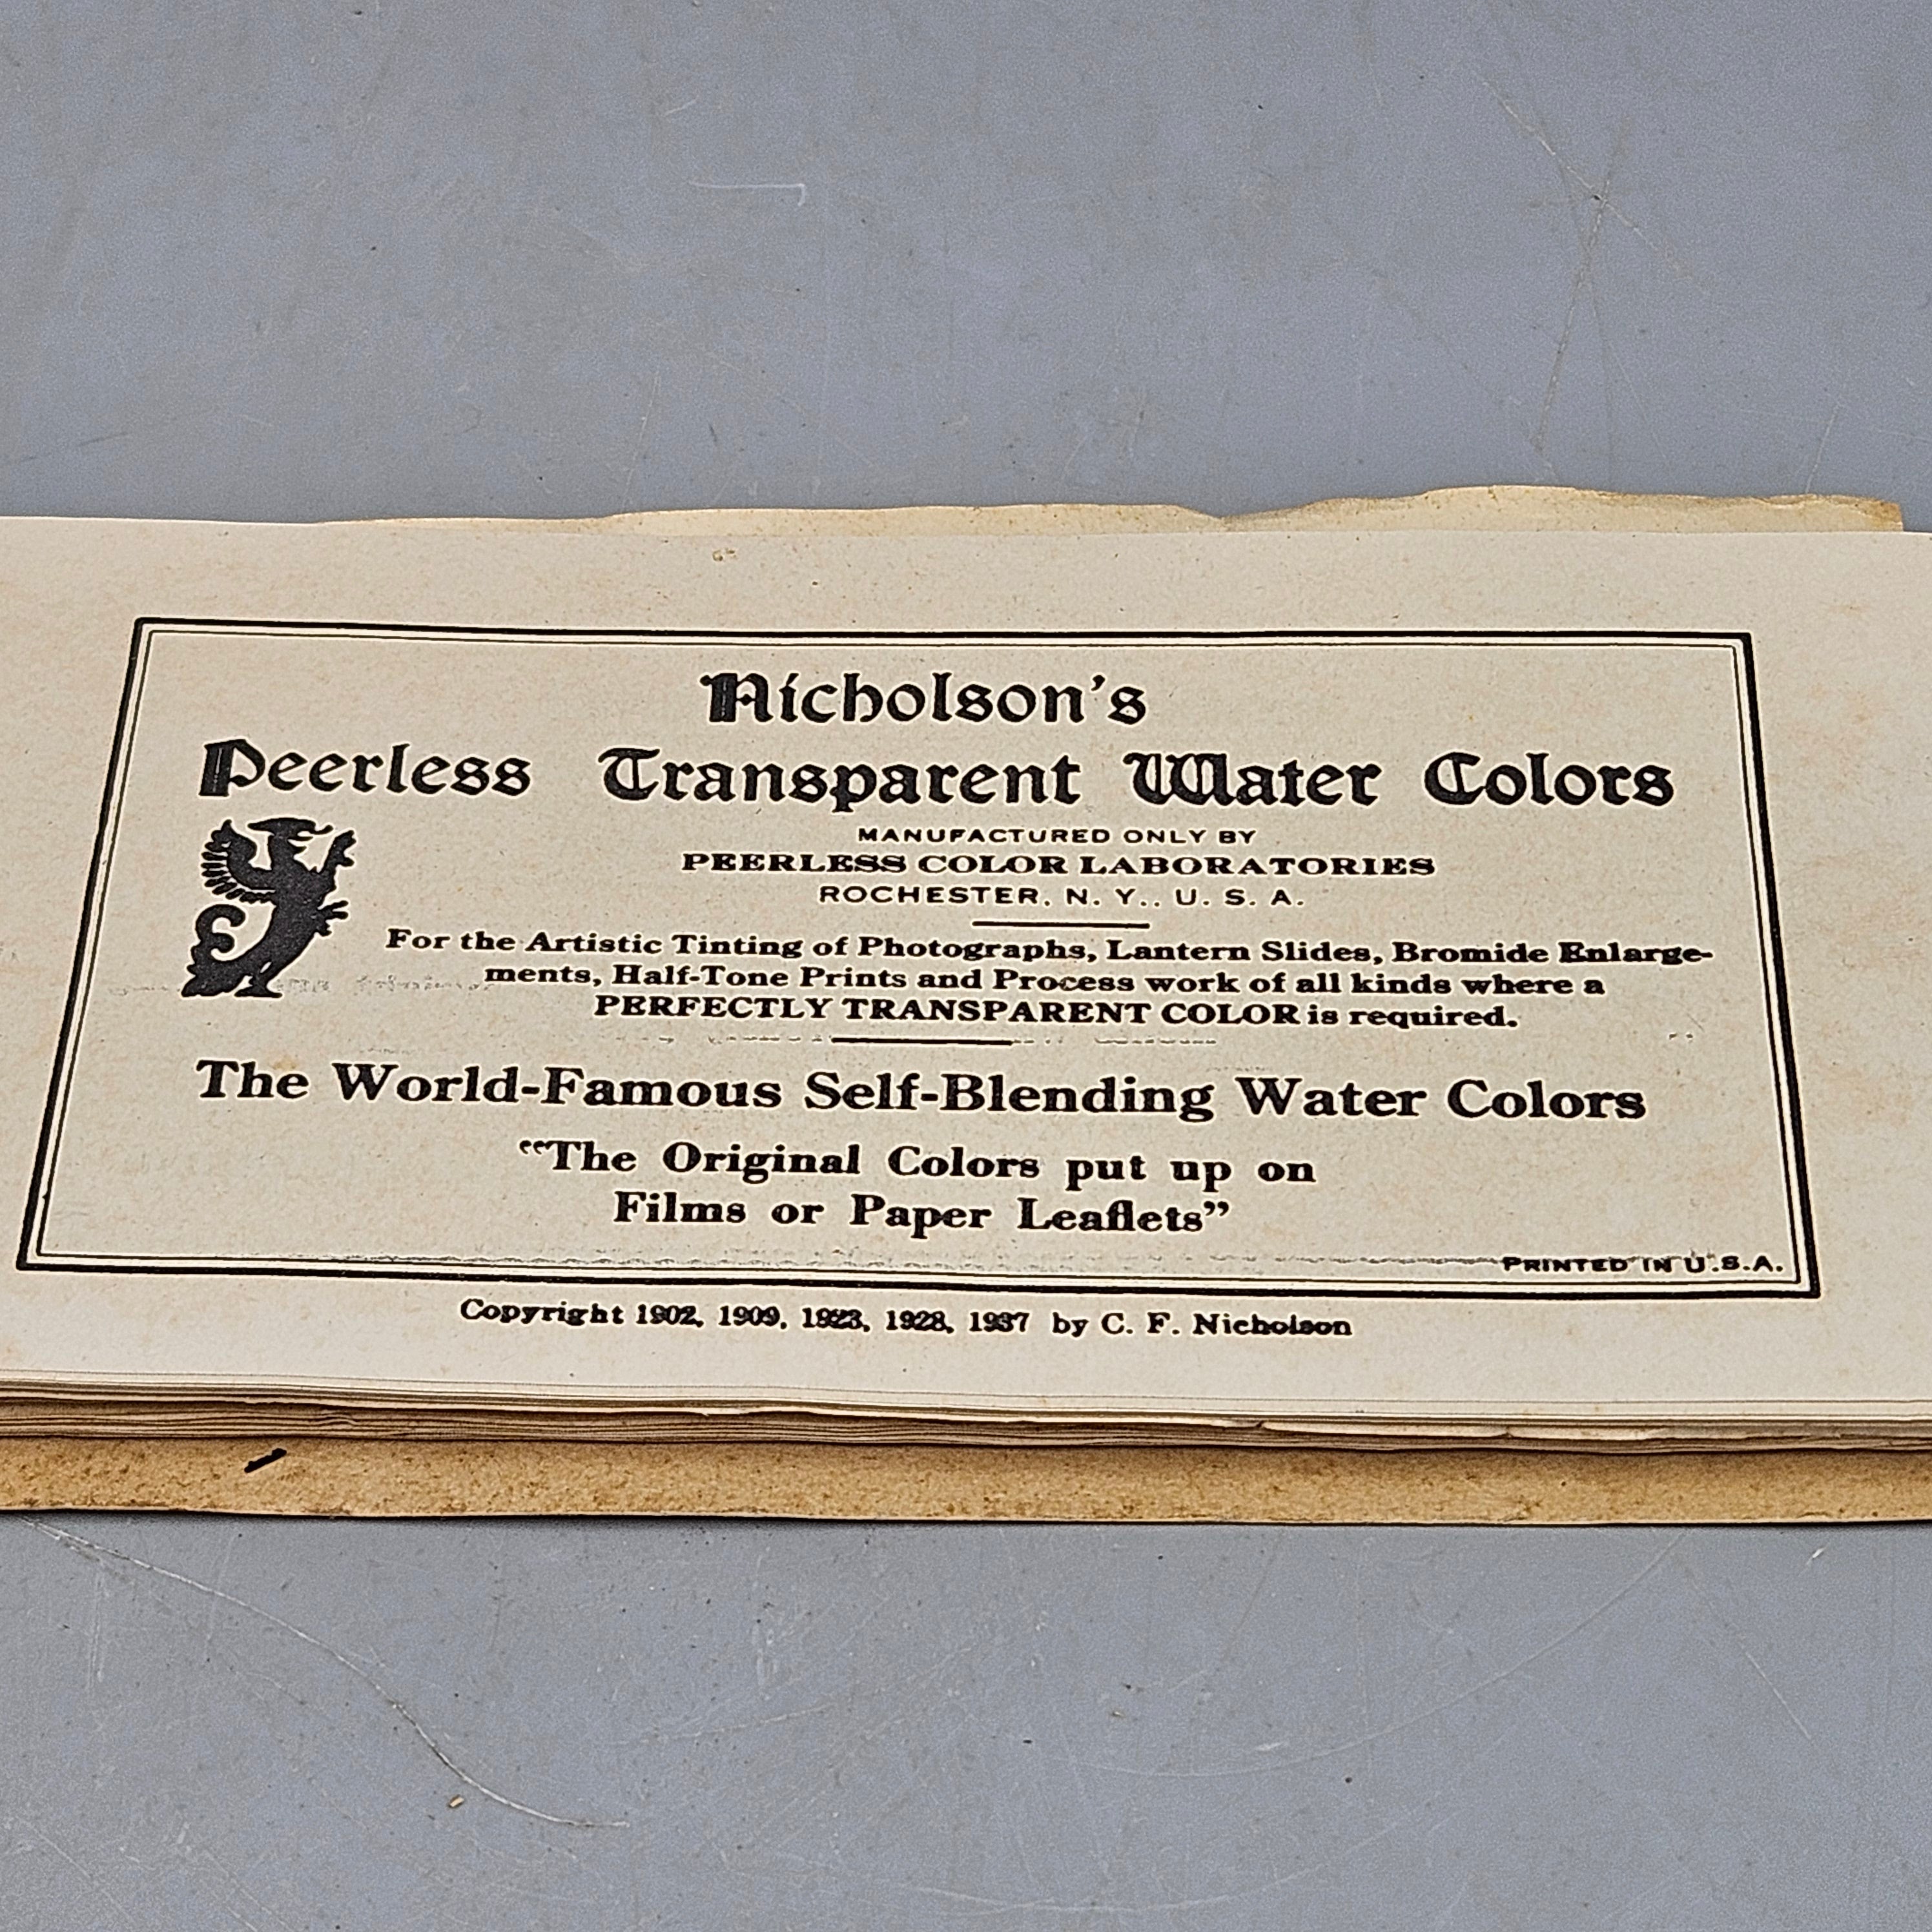 Nicholson's
Peerless Transparent Water Colors
MANUFACTURED ONLY BY
PEERLESS COLOR LABORATORIES
ROCHESTER, N. Y., U. S. A.
For the Artistic Tinting of Photographs, Lantern Slides, Bromide Enlarge-
ments, Half-Tone Prints and Process work of all kinds where a
PERFECTLY TRANSPARENT COLOR is required.
The World-Famous Self-Blending Water Colors
"The Original Colors put up on
Films or Paper Leaflets"
PRINTED IN U.S.A.
Copyright 1902, 1909, 1923, 1928, 1937 by C. F. Nicholson